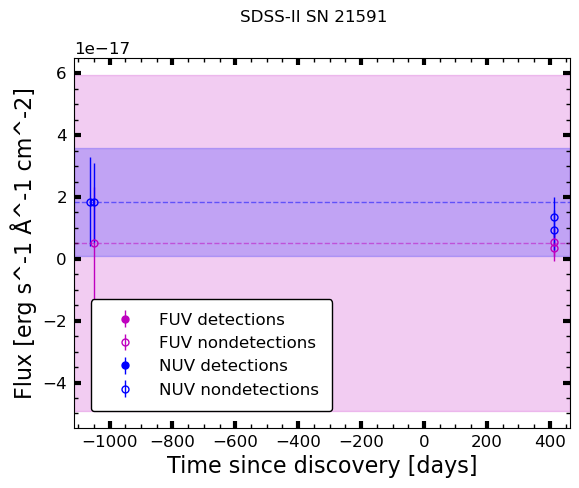 SDSS-II SN 21591
1e−17
6
4
2
0
−2
−4
Flux [erg s^-1 Å^-1 cm^-2]
FUV detections
FUV nondetections
NUV detections
NUV nondetections
−1000 −800 −600 −400 −200 0 200 400
Time since discovery [days]